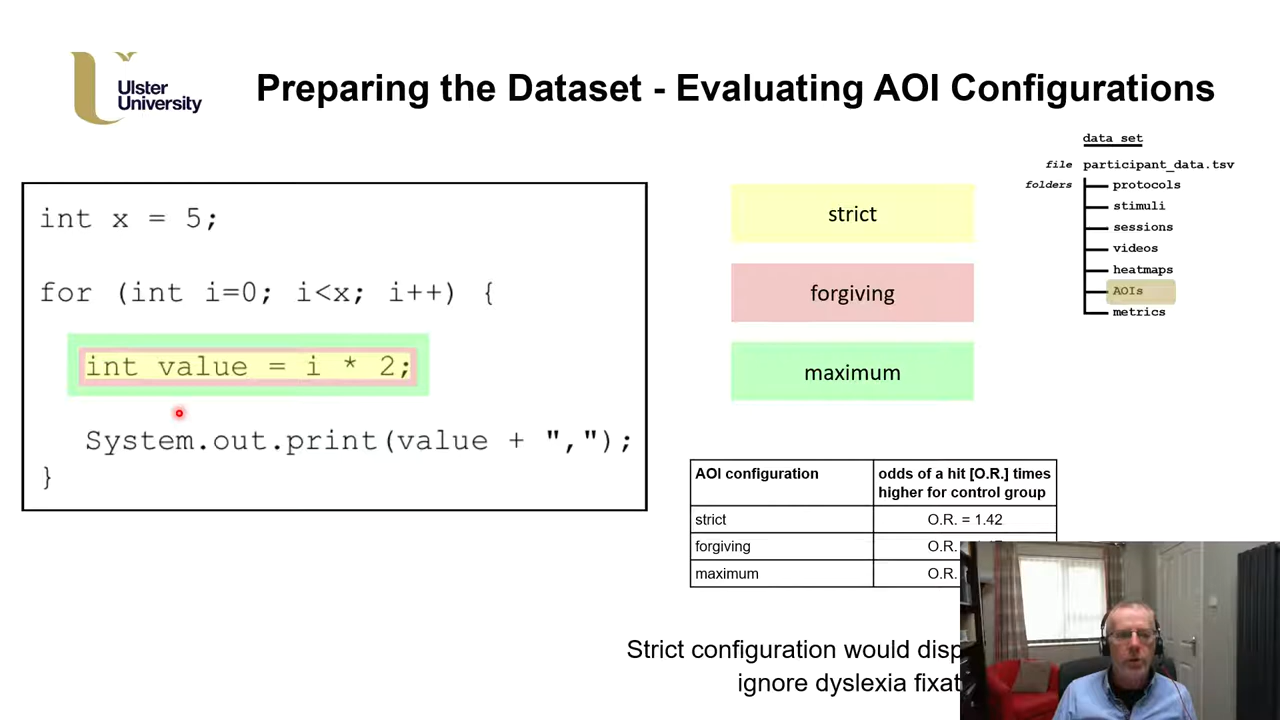 Ulster
University
Preparing the Dataset - Evaluating AOI Configurations
int x = 5;
for (int i=0; i<x; i++) {
int value = i * 2;
System.out.print(value + ",");
}
strict
forgiving
maximum
data set
file participant_data.tsv
folders protocols
stimuli
sessions
videos
heatmaps
AOIs
metrics
AOI configuration odds of a hit [O.R.] times
higher for control group
strict O.R. = 1.42
forgiving O.R.
maximum O.R.
Strict configuration would
ignore dyslexia